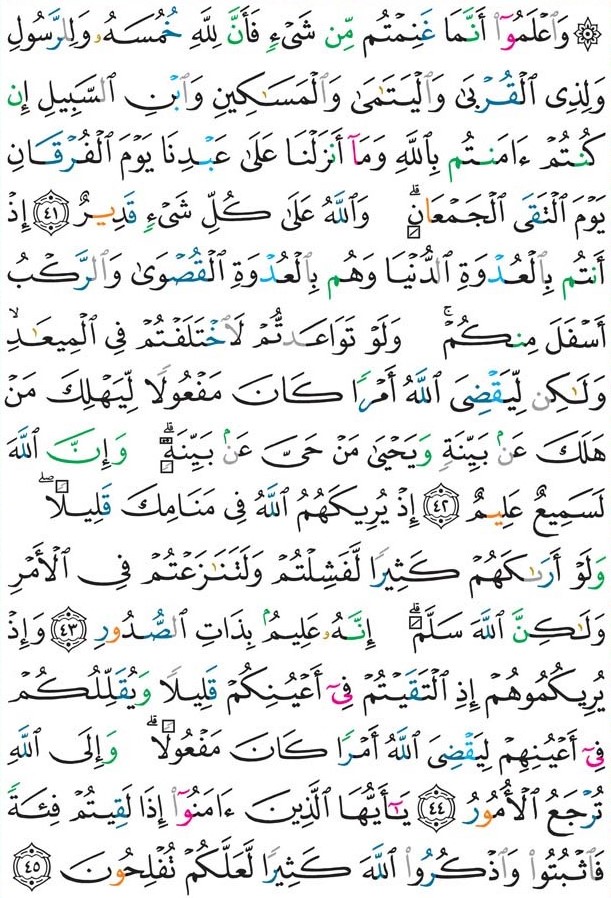 ۞ وَٱعْلَمُوٓا۟ أَنَّمَا غَنِمْتُم مِّن شَىْءٍ فَأَنَّ لِلَّهِ خُمُسَهُۥ وَلِلرَّسُولِ
وَلِذِى ٱلْقُرْبَىٰ وَٱلْيَتَـٰمَىٰ وَٱلْمَسَـٰكِينِ وَٱبْنِ ٱلسَّبِيلِ إِن
كُنتُمْ ءَامَنتُم بِٱللَّهِ وَمَآ أَنزَلْنَا عَلَىٰ عَبْدِنَا يَوْمَ ٱلْفُرْقَانِ
يَوْمَ ٱلْتَقَى ٱلْجَمْعَانِ ۗ وَٱللَّهُ عَلَىٰ كُلِّ شَىْءٍ قَدِيرٌ ٤١ إِذْ
أَنتُم بِٱلْعُدْوَةِ ٱلدُّنْيَا وَهُم بِٱلْعُدْوَةِ ٱلْقُصْوَىٰ وَٱلرَّكْبُ
أَسْفَلَ مِنكُمْ ۚ وَلَوْ تَوَاعَدتُّمْ لَٱخْتَلَفْتُمْ فِى ٱلْمِيعَـٰدِ ۙ
وَلَـٰكِن لِّيَقْضِىَ ٱللَّهُ أَمْرًا كَانَ مَفْعُولًا لِّيَهْلِكَ مَنْ
هَلَكَ عَنۢ بَيِّنَةٍ وَيَحْيَىٰ مَنْ حَىَّ عَنۢ بَيِّنَةٍ ۗ وَإِنَّ ٱللَّهَ
لَسَمِيعٌ عَلِيمٌ ٤٢ إِذْ يُرِيكَهُمُ ٱللَّهُ فِى مَنَامِكَ قَلِيلًا ۖ
وَلَوْ أَرَىٰكَهُمْ كَثِيرًا لَّفَشِلْتُمْ وَلَتَنَـٰزَعْتُمْ فِى ٱلْأَمْرِ
وَلَـٰكِنَّ ٱللَّهَ سَلَّمَ ۗ إِنَّهُۥ عَلِيمٌۢ بِذَاتِ ٱلصُّدُورِ ٤٣ وَإِذْ
يُرِيكُمُوهُمْ إِذِ ٱلْتَقَيْتُمْ فِىٓ أَعْيُنِكُمْ قَلِيلًا وَيُقَلِّلُكُمْ
فِىٓ أَعْيُنِهِمْ لِيَقْضِىَ ٱللَّهُ أَمْرًا كَانَ مَفْعُولًا ۗ وَإِلَى ٱللَّهِ
تُرْجَعُ ٱلْأُمُورُ ٤٤ يَـٰٓأَيُّهَا ٱلَّذِينَ ءَامَنُوٓا۟ إِذَا لَقِيتُمْ فِئَةً
فَٱثْبُتُوا۟ وَٱذْكُرُوا۟ ٱللَّهَ كَثِيرًا لَّعَلَّكُمْ تُفْلِحُونَ ٤٥